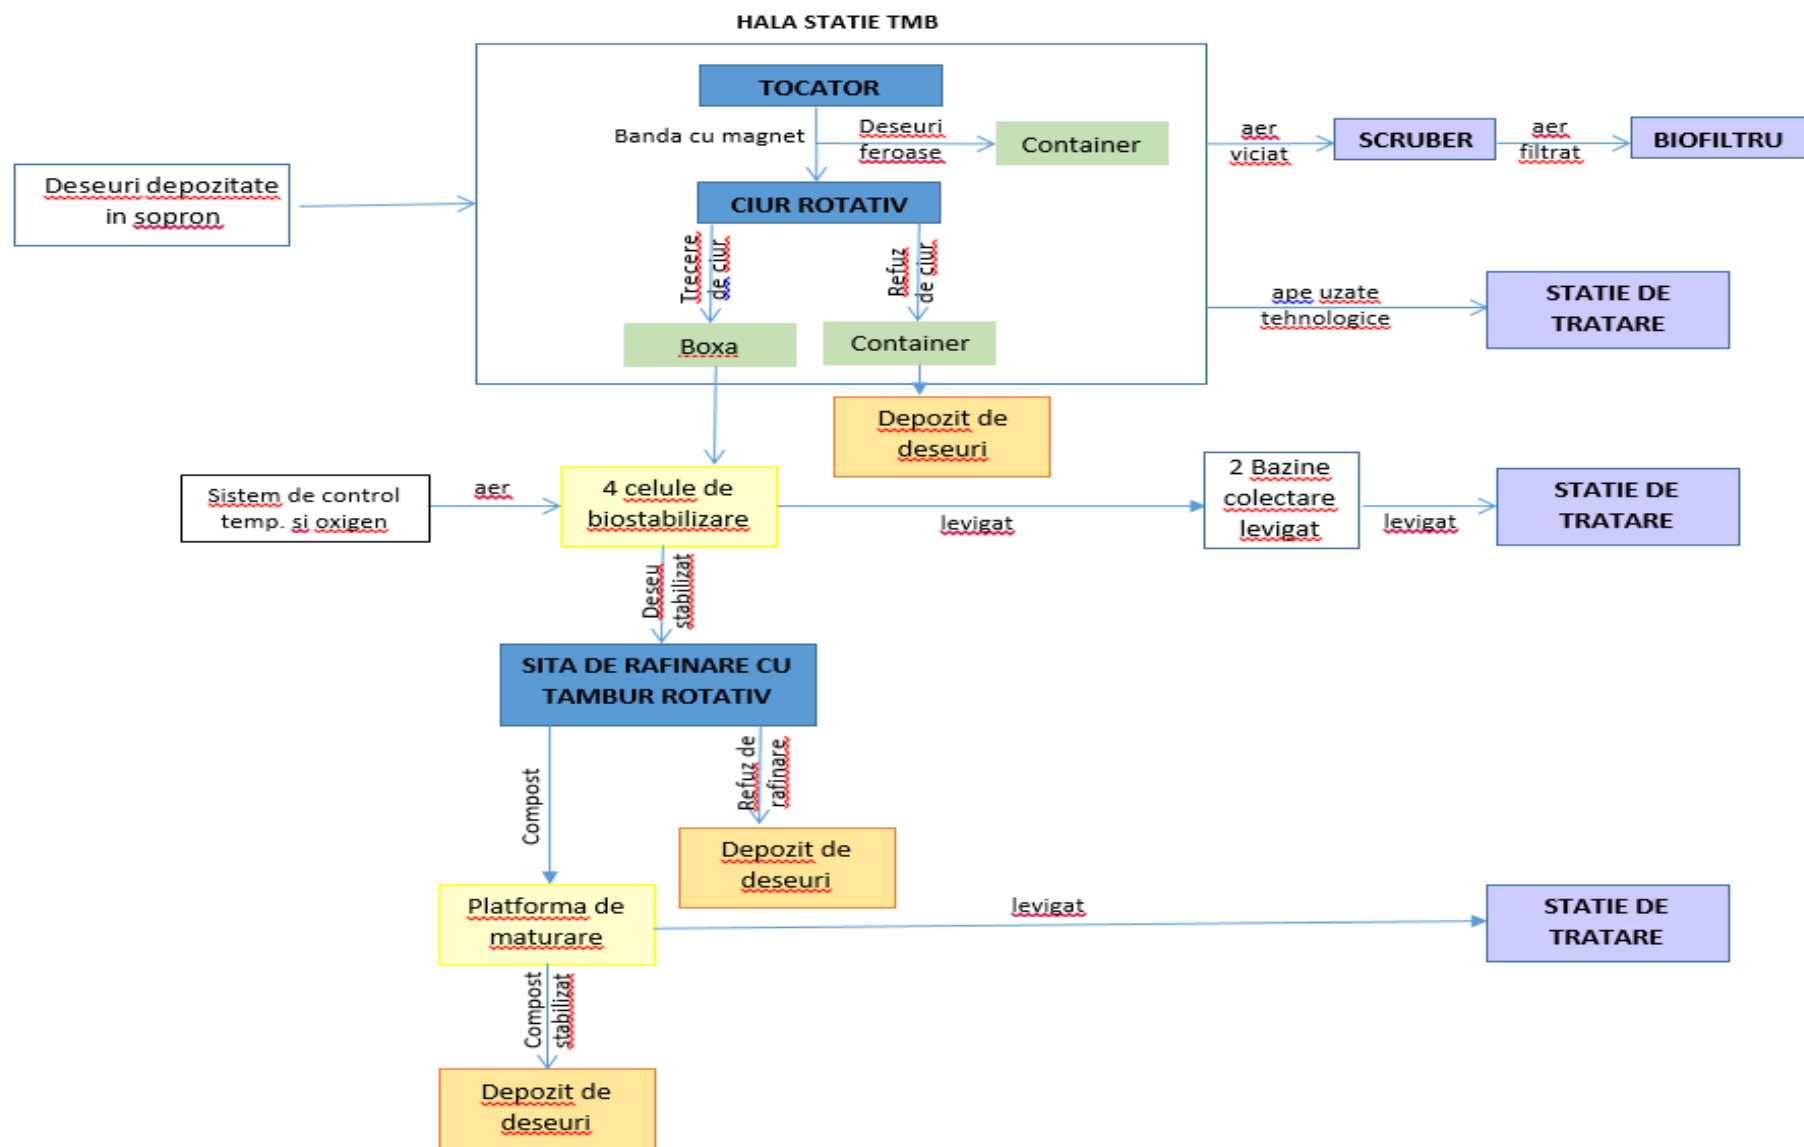 HALA STATIE TMB
TOCATOR
Banda cu magnet
Deseuri
feroase
Container
aer
viciat
SCRUBER
aer
filtrat
BIOFILTRU
Deseuri depozitate
in sopron
CIUR ROTATIV
Trecere
de ciur
Refuz
de ciur
ape uzate
tehnologice
STATIE DE
TRATARE
Boxa
Container
Depozit de
deseuri
Sistem de control
temp. si oxigen
aer
4 celule de
biostabilizare
levigat
2 Bazine
colectare
levigat
levigat
STATIE DE
TRATARE
Deseu
stabilizat
SITA DE RAFINARE CU
TAMBUR ROTATIV
Compost
Refuz de
rafinare
Depozit de
deseuri
Platforma de
maturare
levigat
STATIE DE
TRATARE
Compost
stabilizat
Depozit de
deseuri